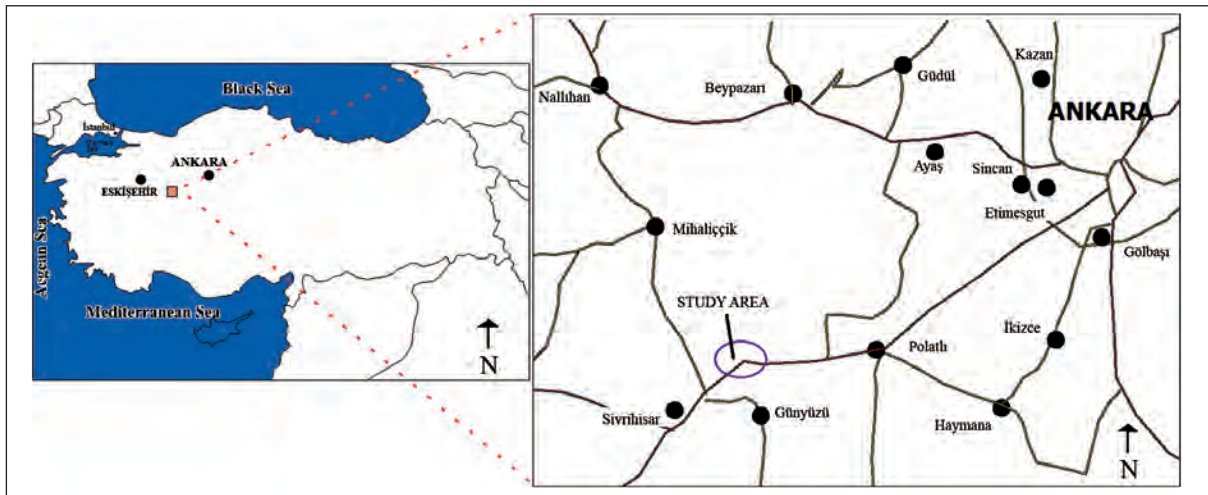 Black Sea
İstanbul
ANKARA
ESKİŞEHİR
Aegean Sea
Mediterranean Sea
N
Kazan
Güdül
Nallıhan
Beypazarı
ANKARA
Ayaş
Sincan
Etimesgut
Mihaliççik
Gölbaşı
STUDY AREA
İkizce
Polatlı
Sivrihisar
Günyüzü
Haymana
N